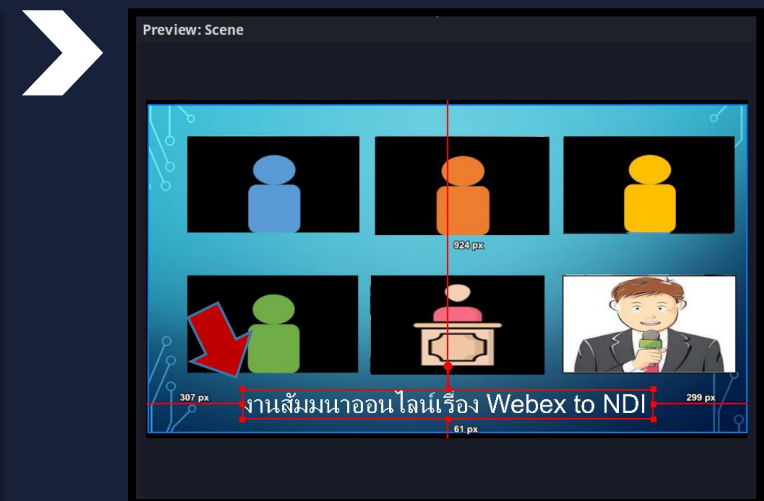 Preview: Scene
924 px
307 px
งานสัมมนาออนไลน์เรื่อง Webex to NDI
299 px
61 px